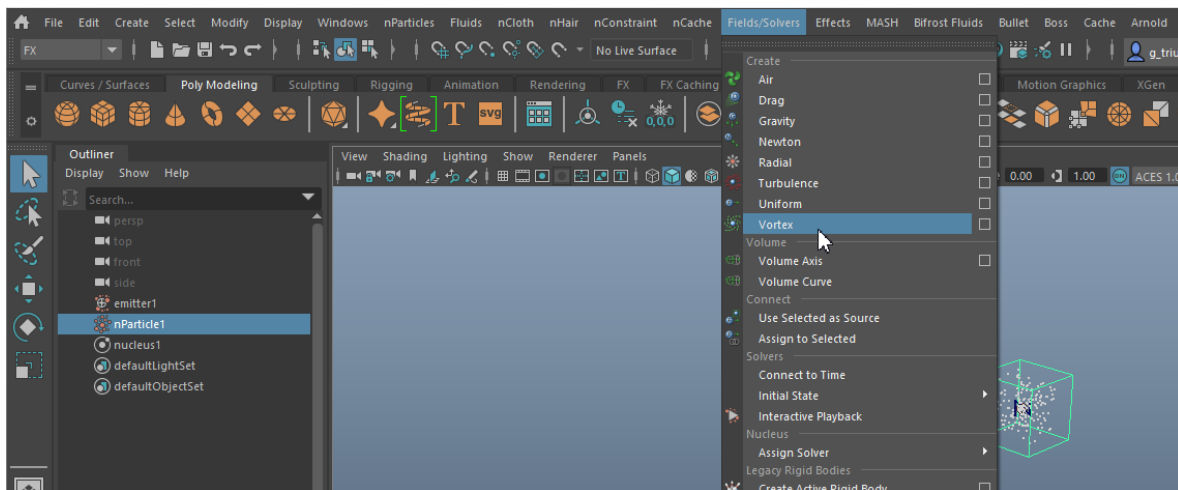 File Edit Create Select Modify Display Windows nParticles Fluids nCloth nHair nConstraint nCache Fields/Solvers Effects MASH Bifrost Fluids Bullet Boss Cache Arnold
FX No Live Surface
Curves / Surfaces Poly Modeling Sculpting Rigging Animation Rendering FX FX Caching Motion Graphics XGen
T svg 0,0,0
Outliner
Display Show Help
Search...
persp
top
front
side
emitter1
nParticle1
nucleus1
defaultLightSet
defaultObjectSet
View Shading Lighting Show Renderer Panels
0.00 1.00 ON ACES 1.0
Create
Air
Drag
Gravity
Newton
Radial
Turbulence
Uniform
Vortex
Volume
Volume Axis
Volume Curve
Connect
Use Selected as Source
Assign to Selected
Solvers
Connect to Time
Initial State
Interactive Playback
Nucleus
Assign Solver
Legacy Rigid Bodies
Create Active Rigid Body